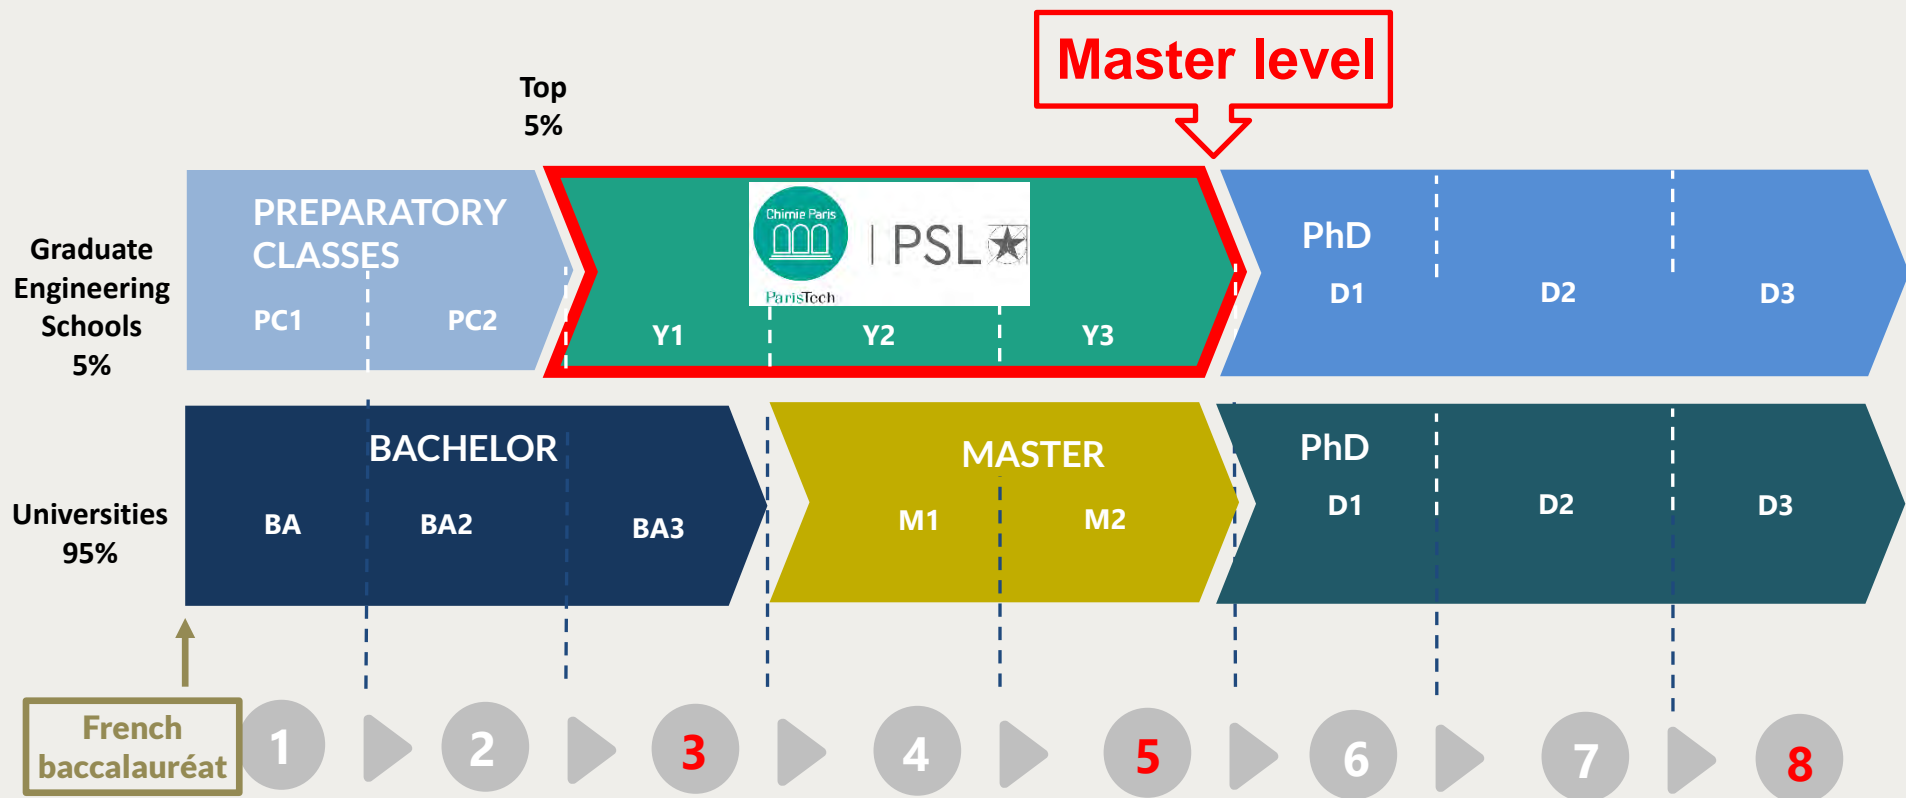 Master level
Top
5%
Graduate
Engineering
Schools
5%
PREPARATORY
CLASSES
PC1
PC2
Chimie Paris
ParisTech
PSL
Y1
Y2
Y3
PhD
D1
D2
D3
Universities
95%
BACHELOR
BA
BA2
BA3
MASTER
M1
M2
PhD
D1
D2
D3
French
baccalauréat
1
2
3
4
5
6
7
8